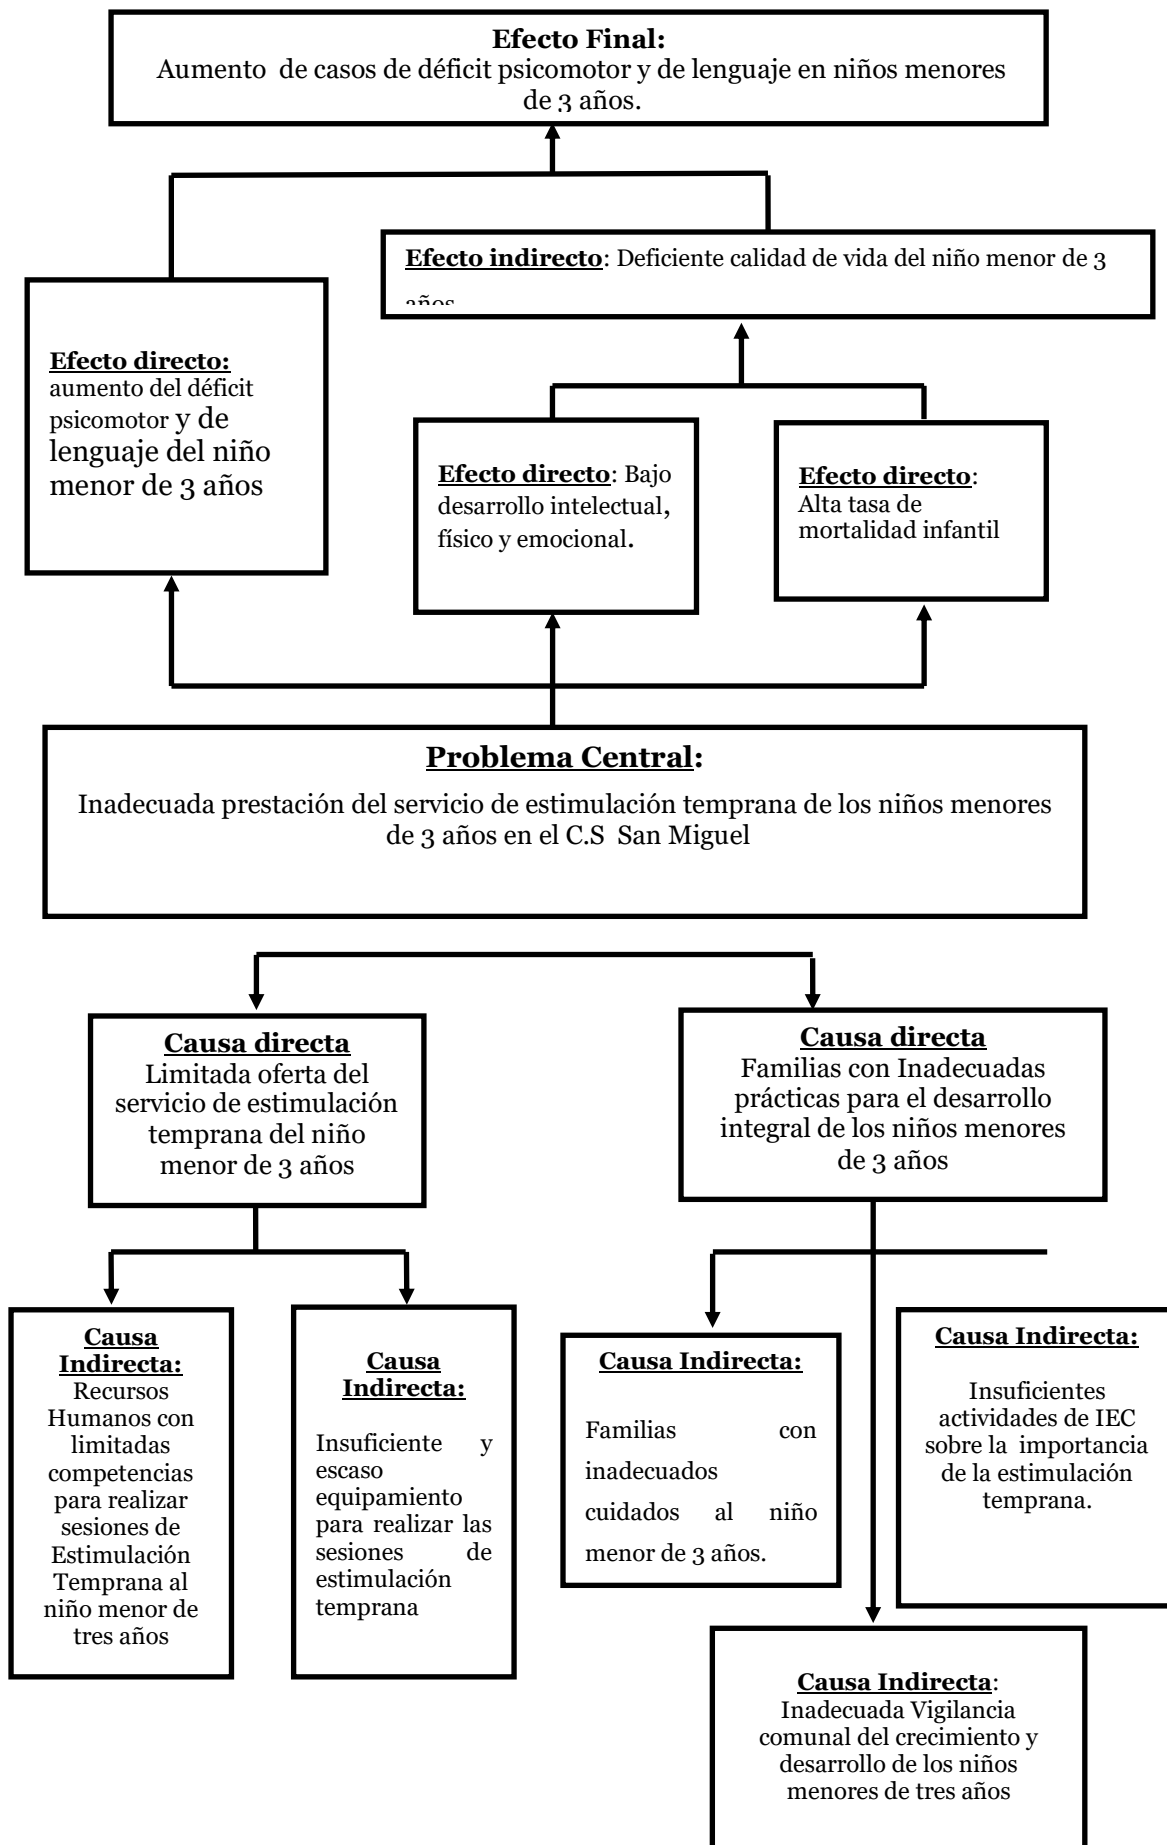 Efecto Final:
Aumento de casos de déficit psicomotor y de lenguaje en niños menores
de 3 años.
Efecto indirecto: Deficiente calidad de vida del niño menor de 3
años
Efecto directo:
aumento del déficit
psicomotor y de
lenguaje del niño
menor de 3 años
Efecto directo: Bajo
desarrollo intelectual,
físico y emocional.
Efecto directo:
Alta tasa de
mortalidad infantil
Problema Central:
Inadecuada prestación del servicio de estimulación temprana de los niños menores
de 3 años en el C.S San Miguel
Causa directa
Limitada oferta del
servicio de estimulación
temprana del niño
menor de 3 años
Causa directa
Familias con Inadecuadas
prácticas para el desarrollo
integral de los niños menores
de 3 años
Causa
Indirecta:
Recursos
Humanos con
limitadas
competencias
para realizar
sesiones de
Estimulación
Temprana al
niño menor de
tres años
Causa
Indirecta:
Insuficiente y
escaso
equipamiento
para realizar las
sesiones de
estimulación
temprana
Causa Indirecta:
Familias con
inadecuados
cuidados al niño
menor de 3 años.
Causa Indirecta:
Insuficientes
actividades de IEC
sobre la importancia
de la estimulación
temprana.
Causa Indirecta:
Inadecuada Vigilancia
comunal del crecimiento y
desarrollo de los niños
menores de tres años